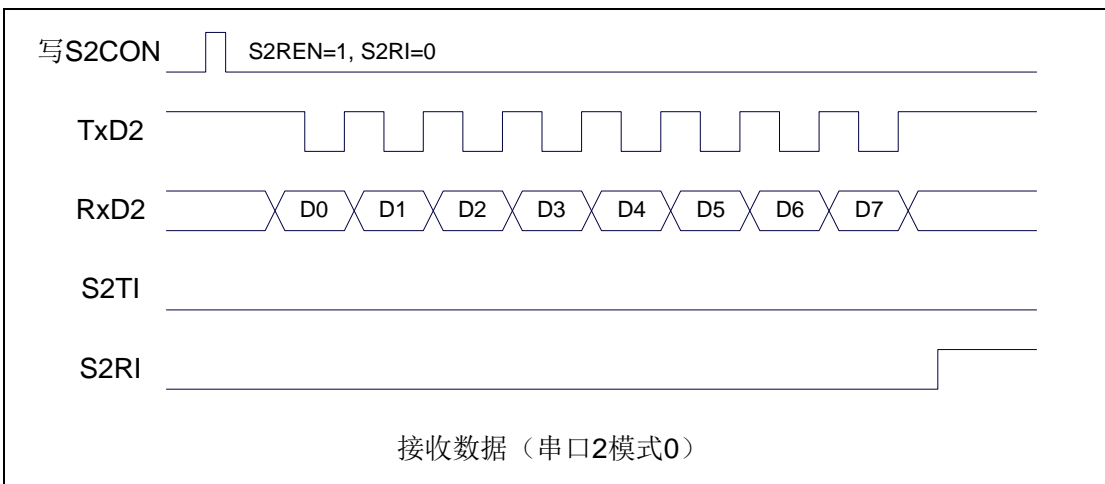 写S2CON
S2REN=1, S2RI=0
TxD2
RxD2
D0 D1 D2 D3 D4 D5 D6 D7
S2TI
S2RI
接收数据（串口2模式0）